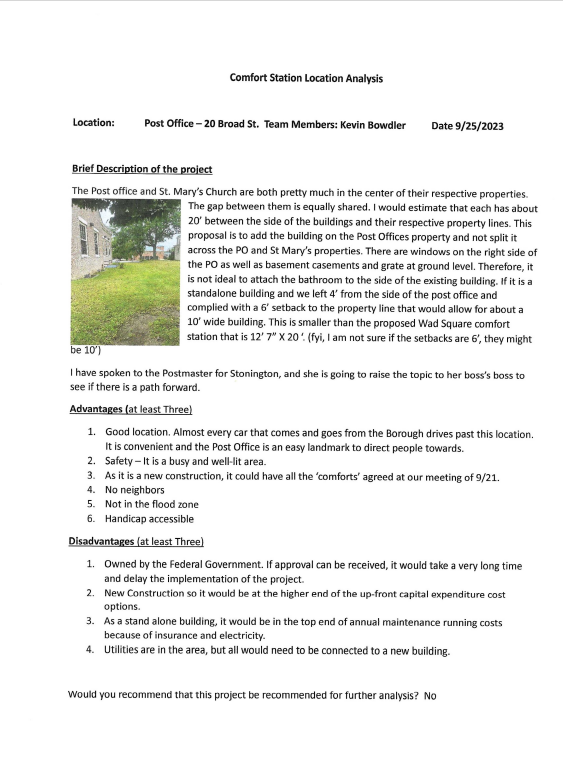 Comfort Station Location Analysis
Location: Post Office – 20 Broad St. Team Members: Kevin Bowdler Date 9/25/2023
Brief Description of the project
The Post office and St. Mary's Church are both pretty much in the center of their respective properties.
The gap between them is equally shared. I would estimate that each has about
20' between the side of the buildings and their respective property lines. This
proposal is to add the building on the Post Offices property and not split it
across the PO and St Mary's properties. There are windows on the right side of
the PO as well as basement casements and grate at ground level. Therefore, it
is not ideal to attach the bathroom to the side of the existing building. If it is a
standalone building and we left 4' from the side of the post office and
complied with a 6' setback to the property line that would allow for about a
10' wide building. This is smaller than the proposed Wad Square comfort
station that is 12' 7" X 20 '. (fyi, I am not sure if the setbacks are 6', they might
be 10')
I have spoken to the Postmaster for Stonington, and she is going to raise the topic to her boss's boss to
see if there is a path forward.
Advantages (at least Three)
1. Good location. Almost every car that comes and goes from the Borough drives past this location.
It is convenient and the Post Office is an easy landmark to direct people towards.
2. Safety – It is a busy and well-lit area.
3. As it is a new construction, it could have all the 'comforts' agreed at our meeting of 9/21.
4. No neighbors
5. Not in the flood zone
6. Handicap accessible
Disadvantages (at least Three)
1. Owned by the Federal Government. If approval can be received, it would take a very long time
and delay the implementation of the project.
2. New Construction so it would be at the higher end of the up-front capital expenditure cost
options.
3. As a stand alone building, it would be in the top end of annual maintenance running costs
because of insurance and electricity.
4. Utilities are in the area, but all would need to be connected to a new building.
Would you recommend that this project be recommended for further analysis? No